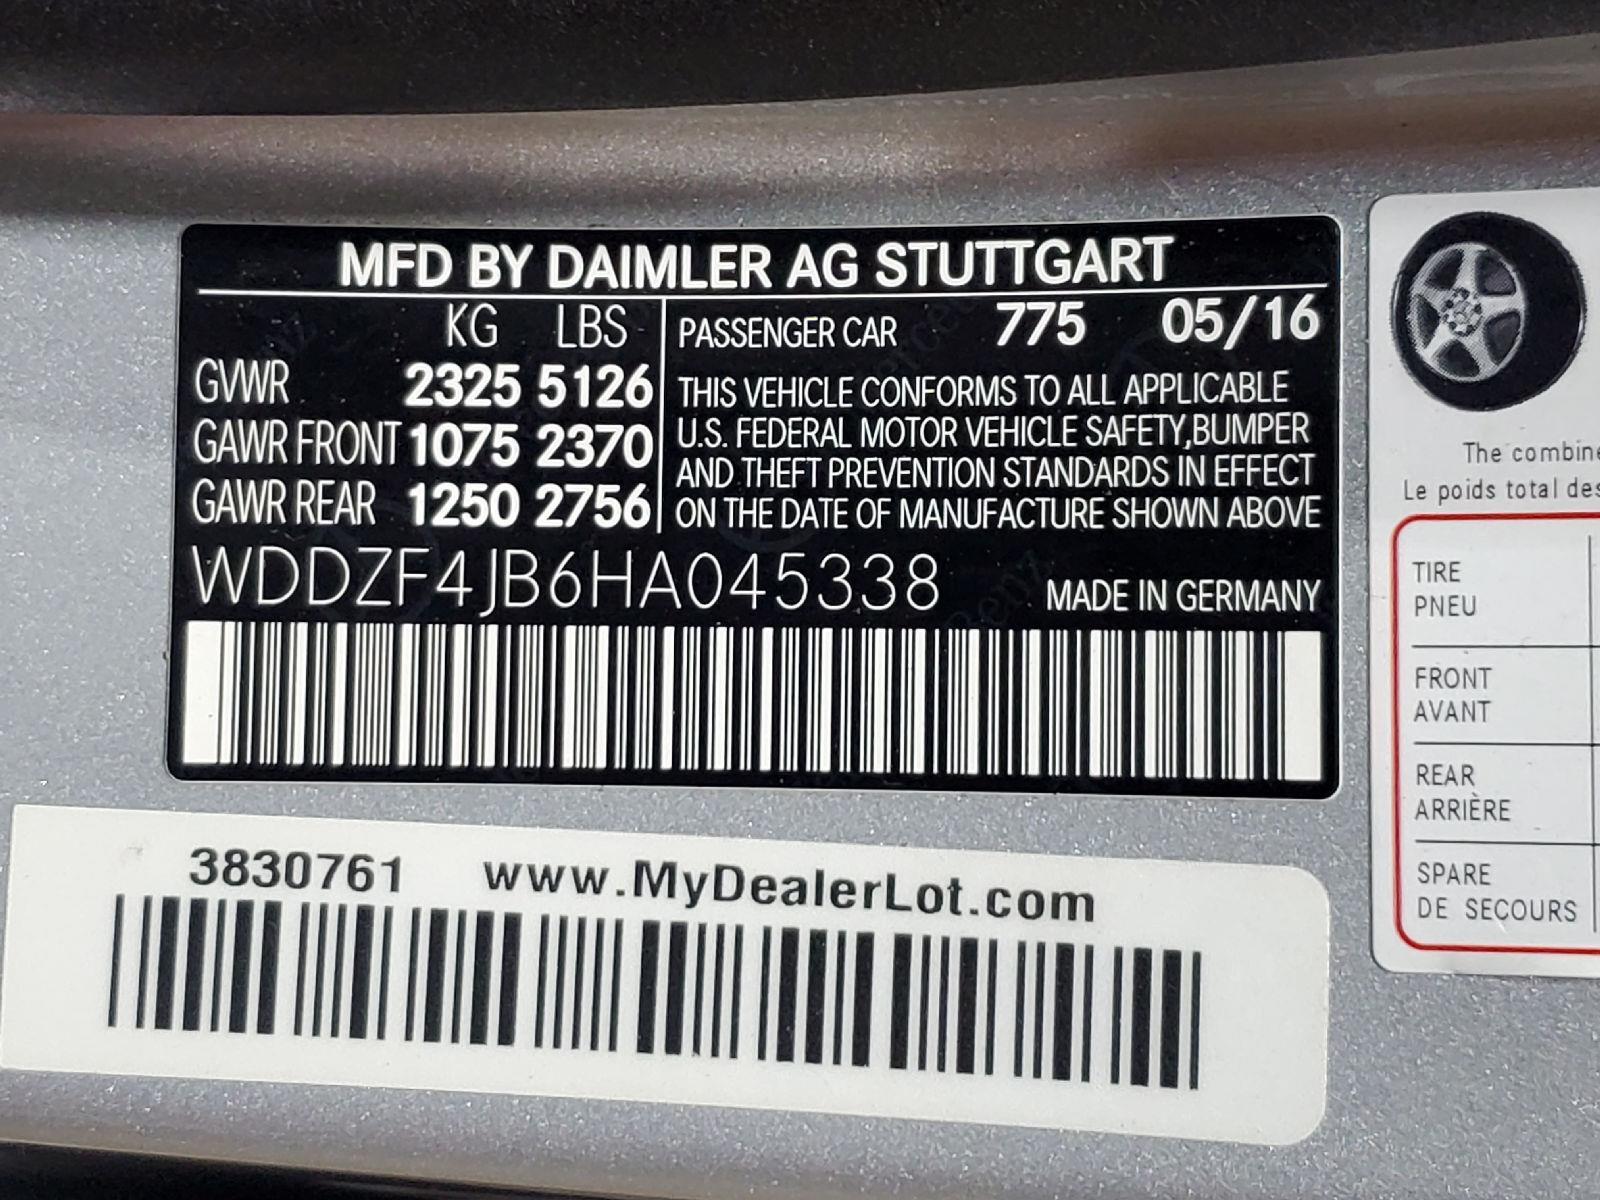 MFD BY DAIMLER AG STUTTGART
KG LBS
GVWR 2325 5126
GAWR FRONT 1075 2370
GAWR REAR 1250 2756
PASSENGER CAR 775 05/16
THIS VEHICLE CONFORMS TO ALL APPLICABLE
U.S. FEDERAL MOTOR VEHICLE SAFETY,BUMPER
AND THEFT PREVENTION STANDARDS IN EFFECT
ON THE DATE OF MANUFACTURE SHOWN ABOVE
WDDZF4JB6HA045338
MADE IN GERMANY
3830761 www.MyDealerLot.com
The combine
Le poids total des
TIRE
PNEU
FRONT
AVANT
REAR
ARRIÈRE
SPARE
DE SECOURS